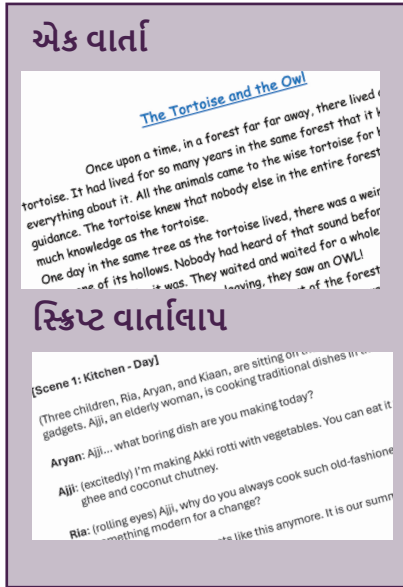 એક વાર્તા
The Tortoise and the Owl
Once upon a time, in a forest far far away, there lived
tortoise. It had lived for so many years in the same forest that it
everything about it. All the animals came to the wise tortoise for
guidance. The tortoise knew that nobody else in the entire forest
much knowledge as the tortoise.
One day in the same tree as the tortoise lived, there was a
of its hollows. Nobody had heard of that sound
it was. They waited and waited for a whole
leaving, they saw an OWL!
of the forest
સ્ક્રિપ્ટ વાર્તાલાપ
[Scene 1: Kitchen - Day]
(Three children, Ria, Aryan, and Kiaan, are sitting on
gadgets. Ajji, an elderly woman, is cooking traditional dishes in
Aryan: Ajji... what boring dish are you making today?
Ajji: (excitedly) I'm making Akki rotti with vegetables. You can eat it
ghee and coconut chutney.
Ria: (rolling eyes) Ajji, why do you always cook such old-fashione
something modern for a change?
like this anymore. It is our